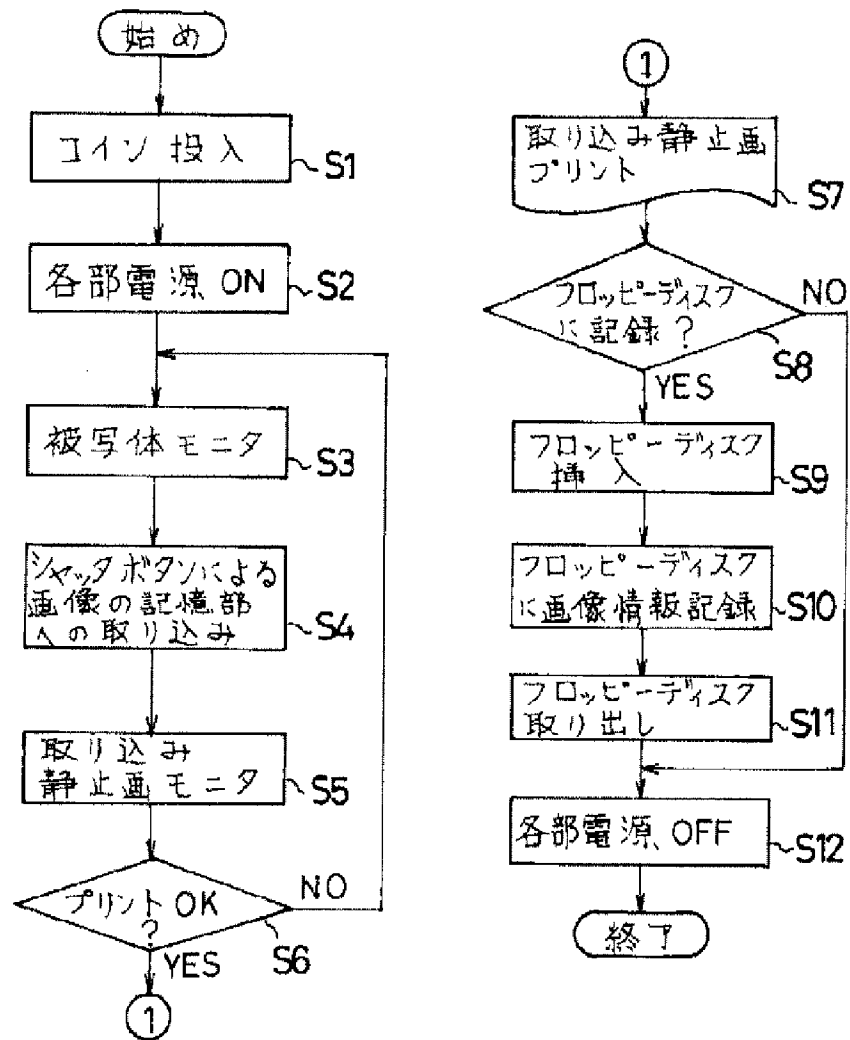 始め
コイン投入
S1
各部電源 ON
S2
被写体モニタ
S3
シャッタボタンによる
画像の記憶部
への取り込み
S4
取り込み
静止画モニタ
S5
プリントOK
?
NO
S6
YES
1
1
取り込み静止画
プリント
S7
フロッピーディスク
に記録?
NO
S8
YES
フロッピーディスク
挿入
S9
フロッピーディスク
に画像情報記録
S10
フロッピーディスク
取り出し
S11
各部電源 OFF
S12
終了